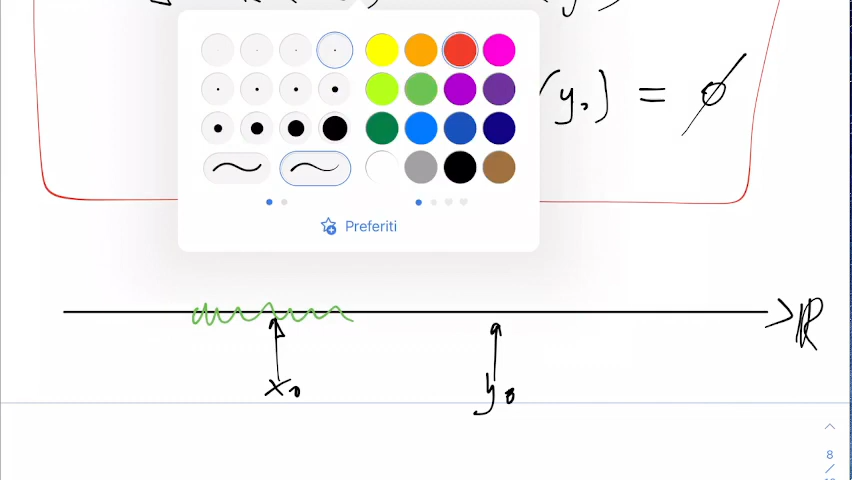 (y₀) = ∅
Preferiti
ℝ
x₀
y₀
8
/